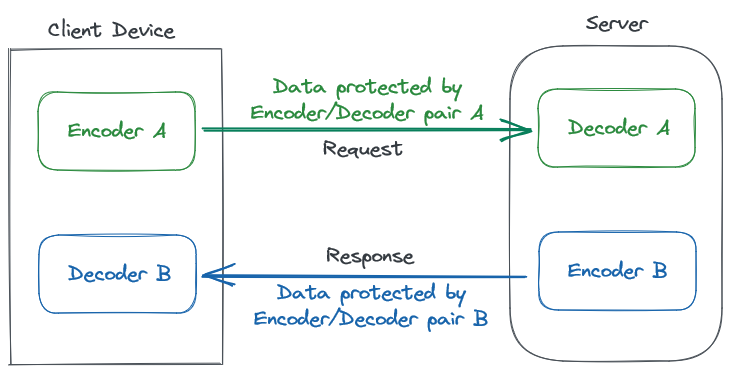 Client Device
Server
Data protected by
Encoder/Decoder pair A
Encoder A
Decoder A
Request
Response
Decoder B
Encoder B
Data protected by
Encoder/Decoder pair B